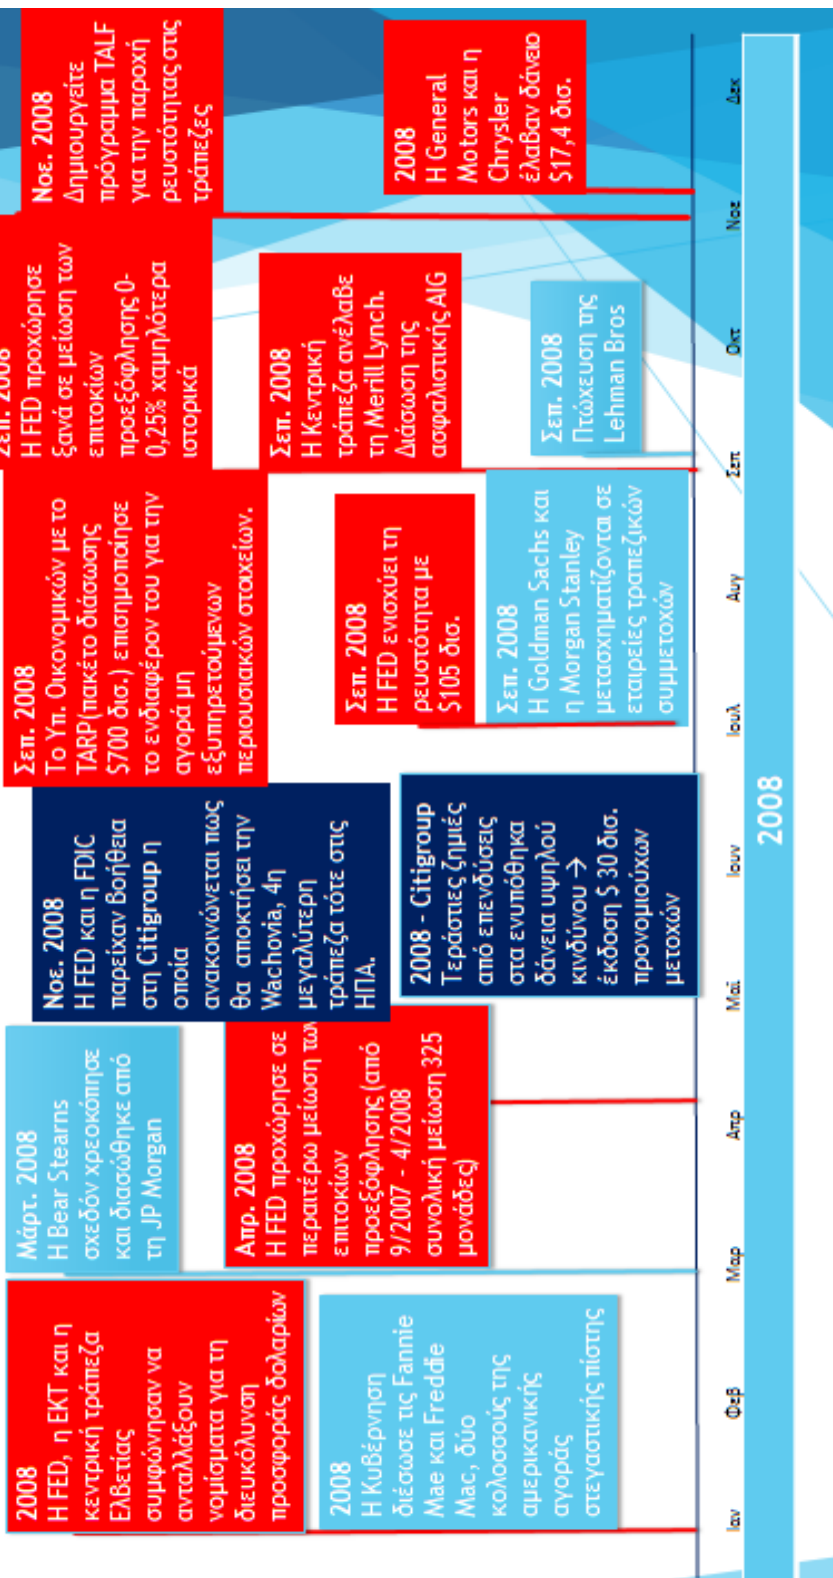 2008
Η FED, η ΕΚΤ και η
κεντρική τράπεζα
Ελβετίας
συμφώνησαν να
ανταλλάξουν
νομίσματα για τη
διευκόλυνση
προσφοράς δολαρίων
2008
Η Κυβέρνηση
διέσωσε τις Fannie
Mae και Freddie
Mac, δύο
κολοσσούς της
αμερικανικής
αγοράς
στεγαστικής πίστης
Μάρτ. 2008
Η Bear Stearns
σχεδόν χρεοκόπησε
και διασώθηκε από
τη JP Morgan
Απρ. 2008
Η FED προχώρησε σε
περαιτέρω μείωση των
επιτοκίων
προεξόφλησης (από
9/2007 - 4/2008
συνολική μείωση 325
μονάδες)
Νοε. 2008
Η FED και η FDIC
παρείχαν βοήθεια
στη Citigroup η
οποία
ανακοινώνεται πως
θα αποκτήσει την
Wachovia, 4η
μεγαλύτερη
τράπεζα τότε στις
ΗΠΑ.
2008 - Citigroup
Τεράστιες ζημιές
από επενδύσεις
στα ενυπόθηκα
δάνεια υψηλού
κινδύνου →
έκδοση $ 30 δισ.
προνομιούχων
μετοχών
Σεπ. 2008
Το Υπ. Οικονομικών με το
TARP(πακέτο διάσωσης
$700 δισ.) επισημοποίησε
το ενδιαφέρον του για την
αγορά μη
εξυπηρετούμενων
περιουσιακών στοιχείων.
Σεπ. 2008
Η FED ενισχύει τη
ρευστότητα με
$105 δισ.
Σεπ. 2008
Η Goldman Sachs και
η Morgan Stanley
μετασχηματίζονται σε
εταιρείες τραπεζικών
συμμετοχών
Σεπ. 2008
Η FED προχώρησε
ξανά σε μείωση των
επιτοκίων
προεξόφλησης 0-
0,25% χαμηλότερα
ιστορικά
Σεπ. 2008
Η Κεντρική
τράπεζα ανέλαβε
τη Merill Lynch.
Διάσωση της
ασφαλιστικής AIG
Σεπ. 2008
Πτώχευση της
Lehman Bros
Νοε. 2008
Δημιουργείτε
πρόγραμμα TALF
για την παροχή
ρευστότητας στις
τράπεζες
2008
Η General
Motors και η
Chrysler
έλαβαν δάνειο
$17,4 δισ.
Ιαν Φεβ Μαρ Απρ Μαϊ Ιουν Ιουλ Αυγ Σεπ Οκτ Νοε Δεκ
2008